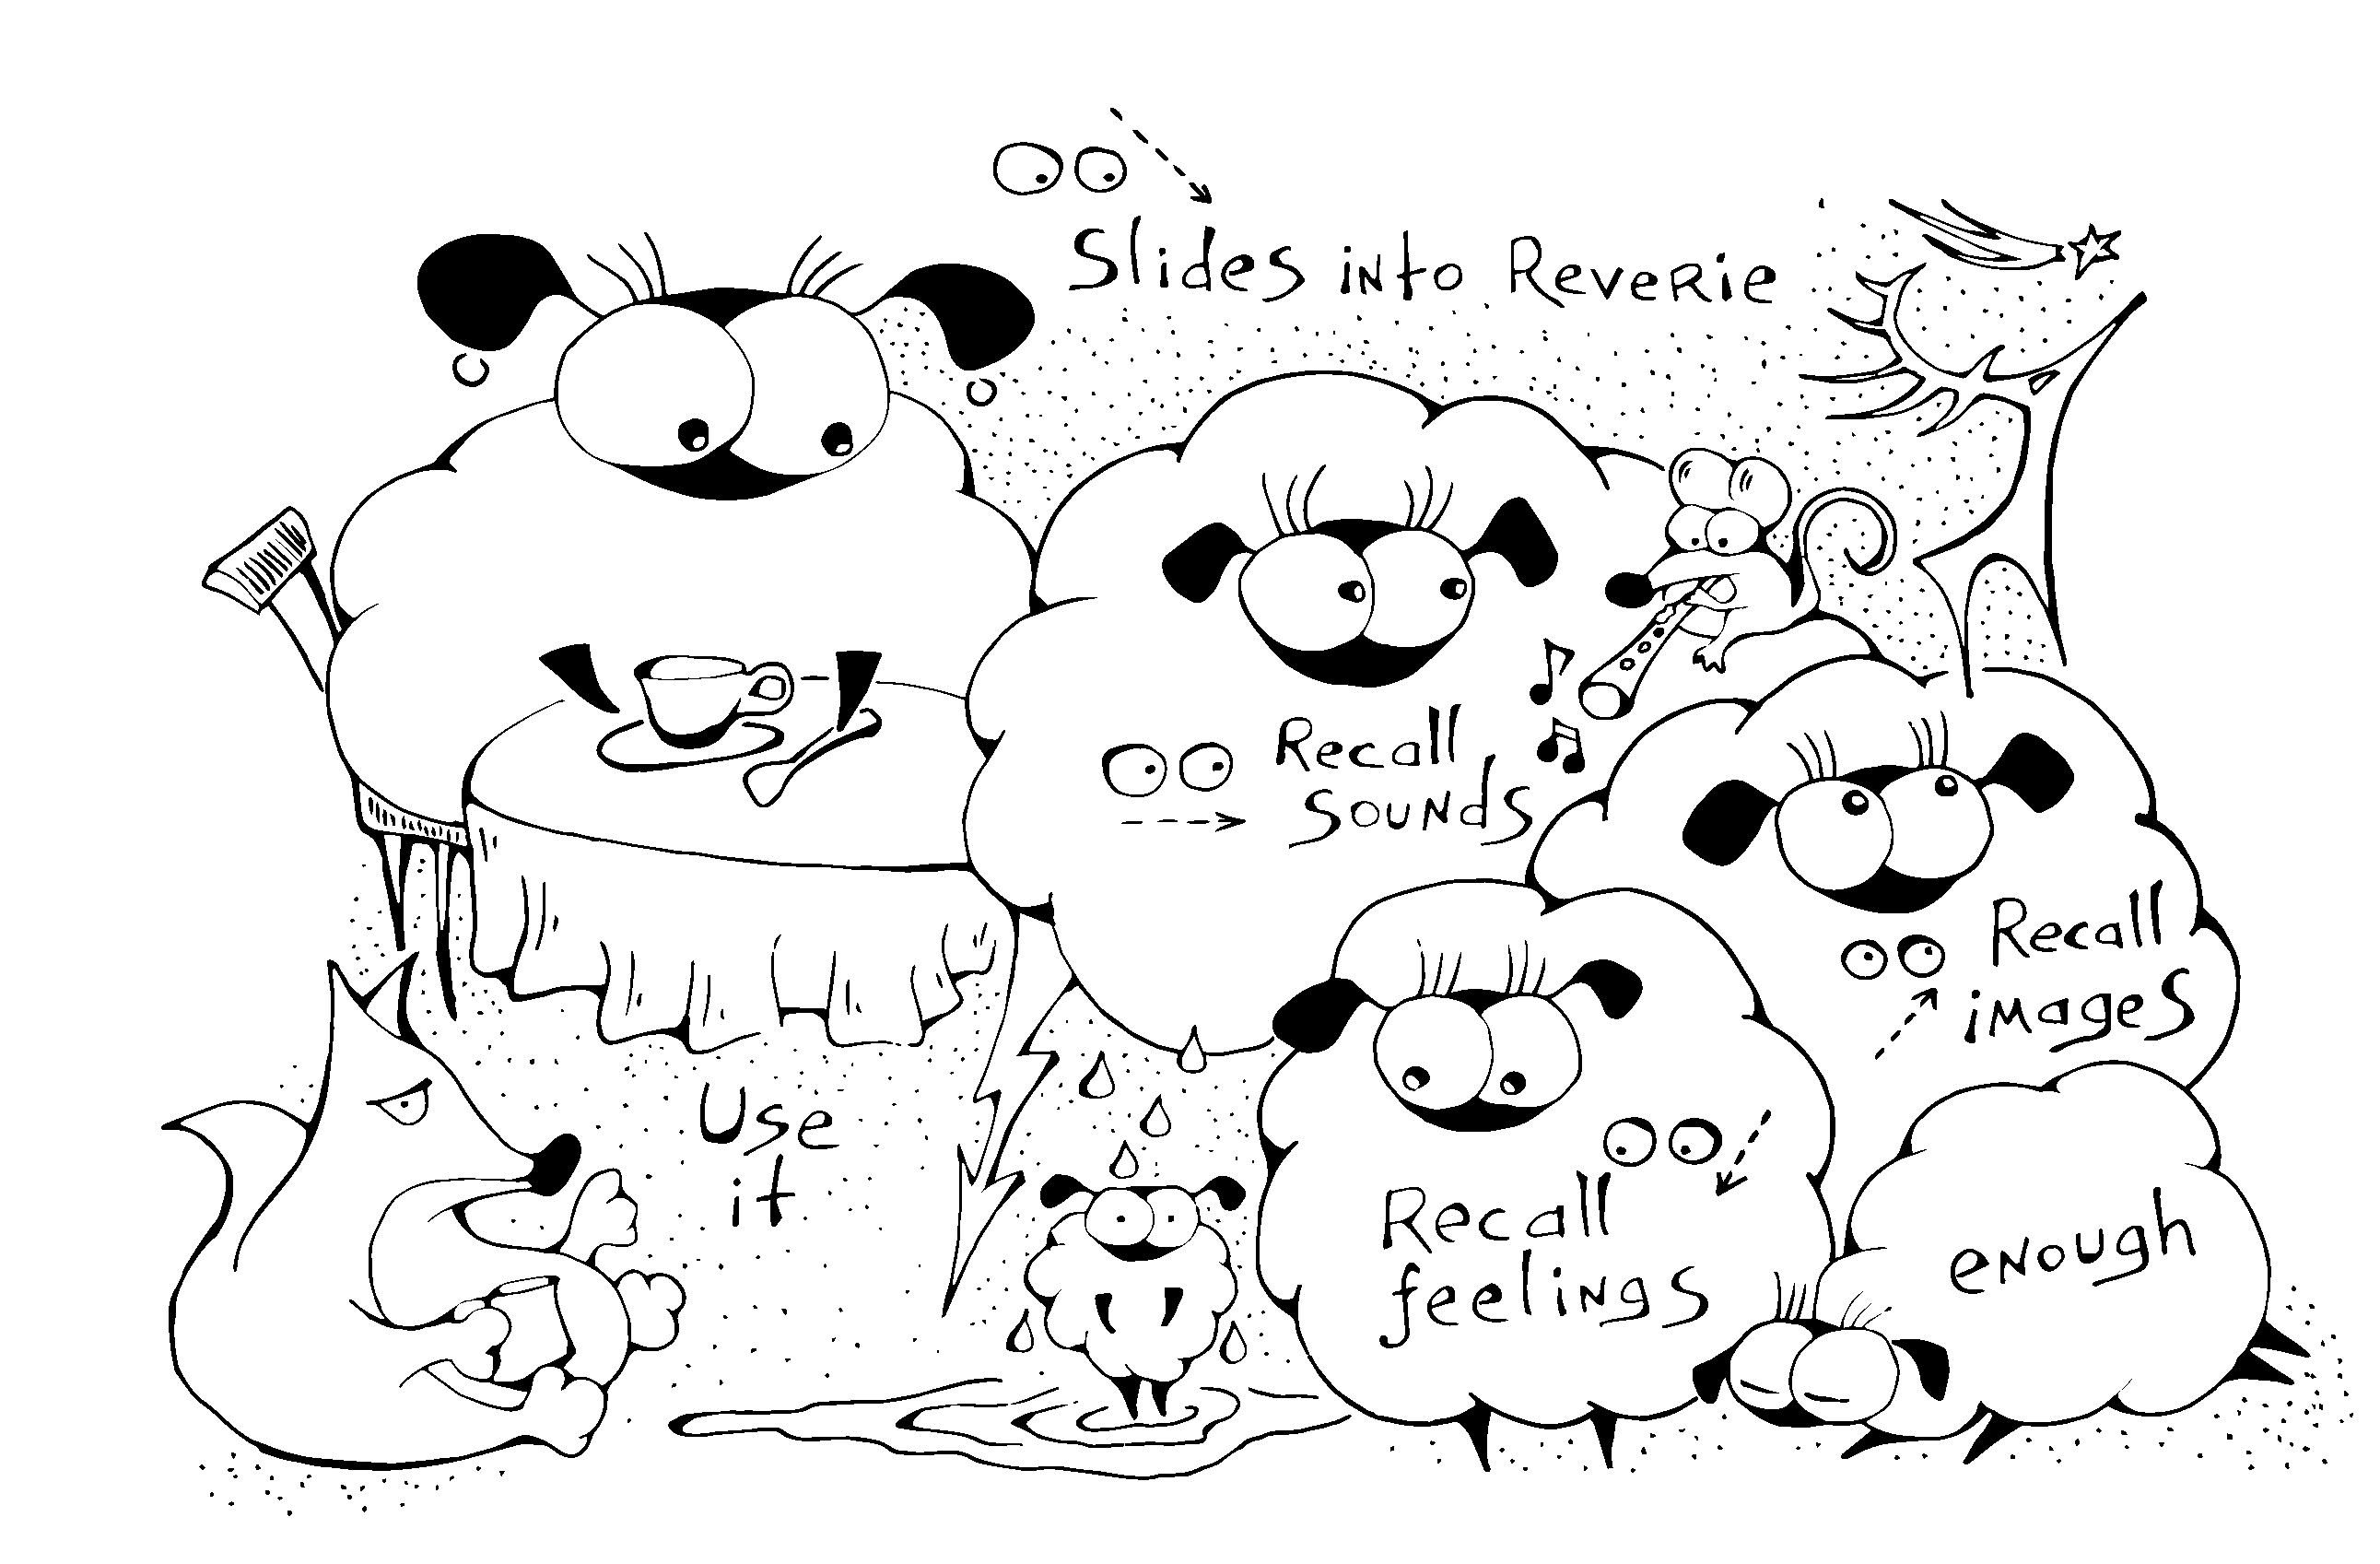 Slides into Reverie
Recall
sounds
Recall
images
Use
it
Recall
feelings
enough